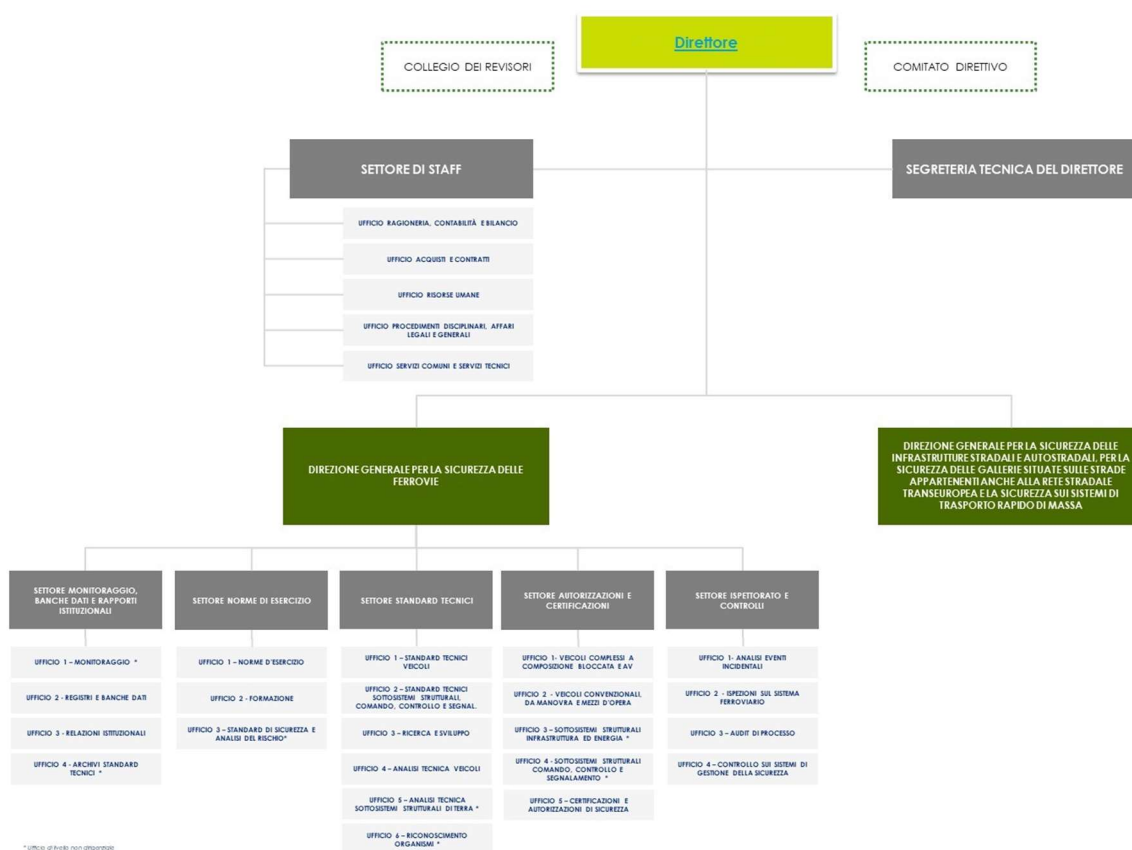 Direttore
COLLEGIO DEI REVISORI
COMITATO DIRETTIVO
SETTORE DI STAFF
SEGRETERIA TECNICA DEL DIRETTORE
UFFICIO RAGIONERIA, CONTABILITÀ E BILANCIO
UFFICIO ACQUISTI E CONTRATTI
UFFICIO RISORSE UMANE
UFFICIO PROCEDIMENTI DISCIPLINARI, AFFARI
LEGALI E GENERALI
UFFICIO SERVIZI COMUNI E SERVIZI TECNICI
DIREZIONE GENERALE PER LA SICUREZZA DELLE
FERROVIE
DIREZIONE GENERALE PER LA SICUREZZA DELLE
INFRASTRUTTURE STRADALI E AUTOSTRADALI, PER LA
SICUREZZA DELLE GALLERIE SITUATE SULLE STRADE
APPARTENENTI ANCHE ALLA RETE STRADALE
TRANSEUROPEA E LA SICUREZZA SUI SISTEMI DI
TRASPORTO RAPIDO DI MASSA
SETTORE MONITORAGGIO,
BANCHE DATI E RAPPORTI
ISTITUZIONALI
UFFICIO 1 – MONITORAGGIO *
UFFICIO 2 - REGISTRI E BANCHE DATI
UFFICIO 3 - RELAZIONI ISTITUZIONALI
UFFICIO 4 - ARCHIVI STANDARD
TECNICI *
SETTORE NORME DI ESERCIZIO
UFFICIO 1 – NORME D'ESERCIZIO
UFFICIO 2 - FORMAZIONE
UFFICIO 3 – STANDARD DI SICUREZZA E
ANALISI DEL RISCHIO*
SETTORE STANDARD TECNICI
UFFICIO 1 – STANDARD TECNICI
VEICOLI
UFFICIO 2 – STANDARD TECNICI
SOTTOSISTEMI STRUTTURALI,
COMANDO, CONTROLLO E SEGNAL.
UFFICIO 3 – RICERCA E SVILUPPO
UFFICIO 4 – ANALISI TECNICA VEICOLI
UFFICIO 5 – ANALISI TECNICA
SOTTOSISTEMI STRUTTURALI DI TERRA *
UFFICIO 6 – RICONOSCIMENTO
ORGANISMI *
SETTORE AUTORIZZAZIONI E
CERTIFICAZIONI
UFFICIO 1- VEICOLI COMPLESSI A
COMPOSIZIONE BLOCCATA E AV
UFFICIO 2 - VEICOLI CONVENZIONALI,
DA MANOVRA E MEZZI D'OPERA
UFFICIO 3 – SOTTOSISTEMI STRUTTURALI
INFRASTRUTTURA ED ENERGIA *
UFFICIO 4 - SOTTOSISTEMI STRUTTURALI
COMANDO, CONTROLLO E
SEGNALAMENTO *
UFFICIO 5 – CERTIFICAZIONI E
AUTORIZZAZIONI DI SICUREZZA
SETTORE ISPETTORATO E
CONTROLLI
UFFICIO 1- ANALISI EVENTI
INCIDENTALI
UFFICIO 2 - ISPEZIONI SUL SISTEMA
FERROVIARIO
UFFICIO 3 – AUDIT DI PROCESSO
UFFICIO 4 – CONTROLLO SUI SISTEMI DI
GESTIONE DELLA SICUREZZA
* Ufficio di livello non dirigenziale